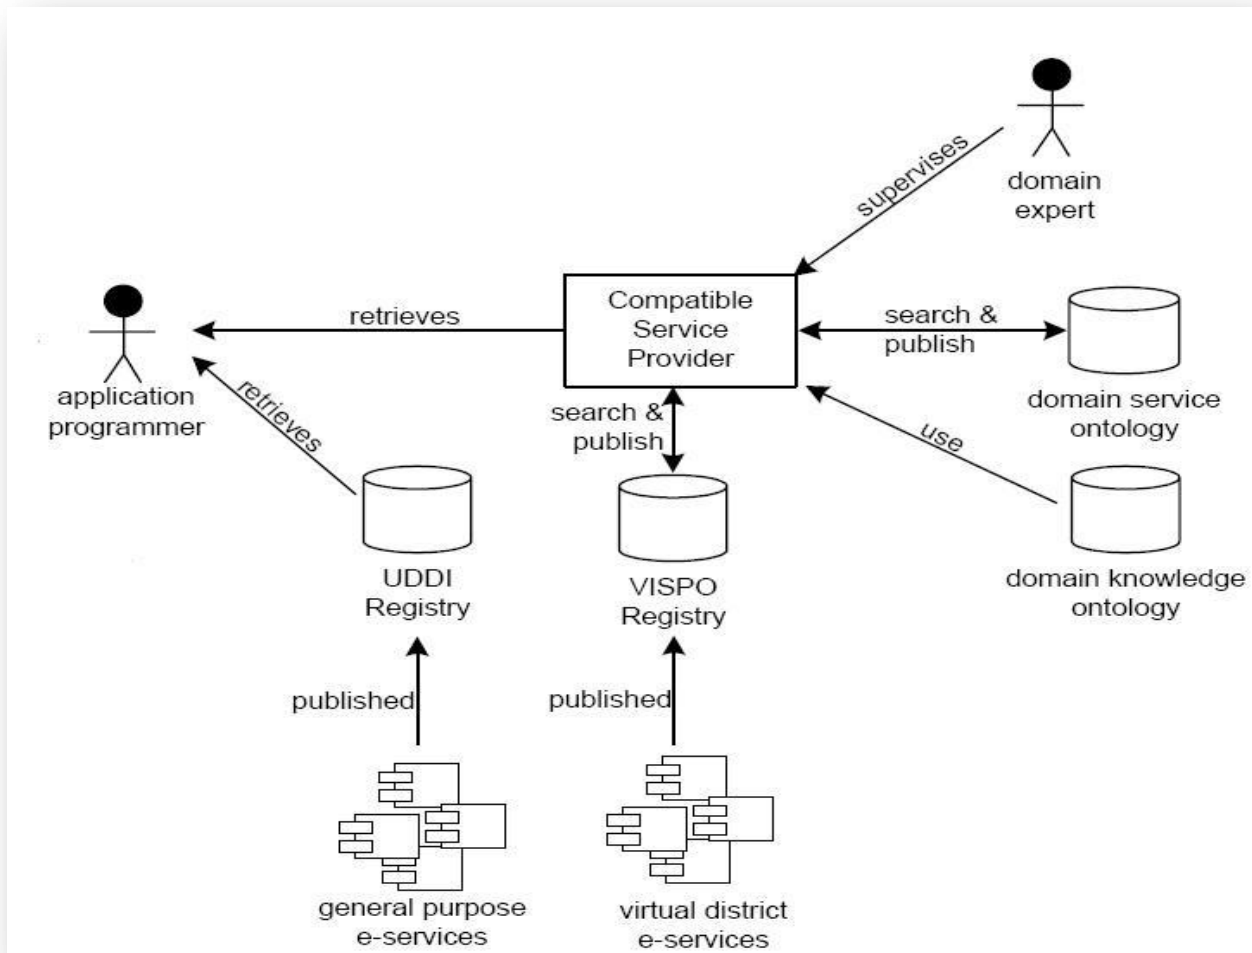 domain
expert
supervises
Compatible
Service
Provider
retrieves
search &
publish
application
programmer
retrieves
search &
publish
domain service
ontology
use
UDDI
Registry
VISPO
Registry
domain knowledge
ontology
published
published
general purpose
e-services
virtual district
e-services